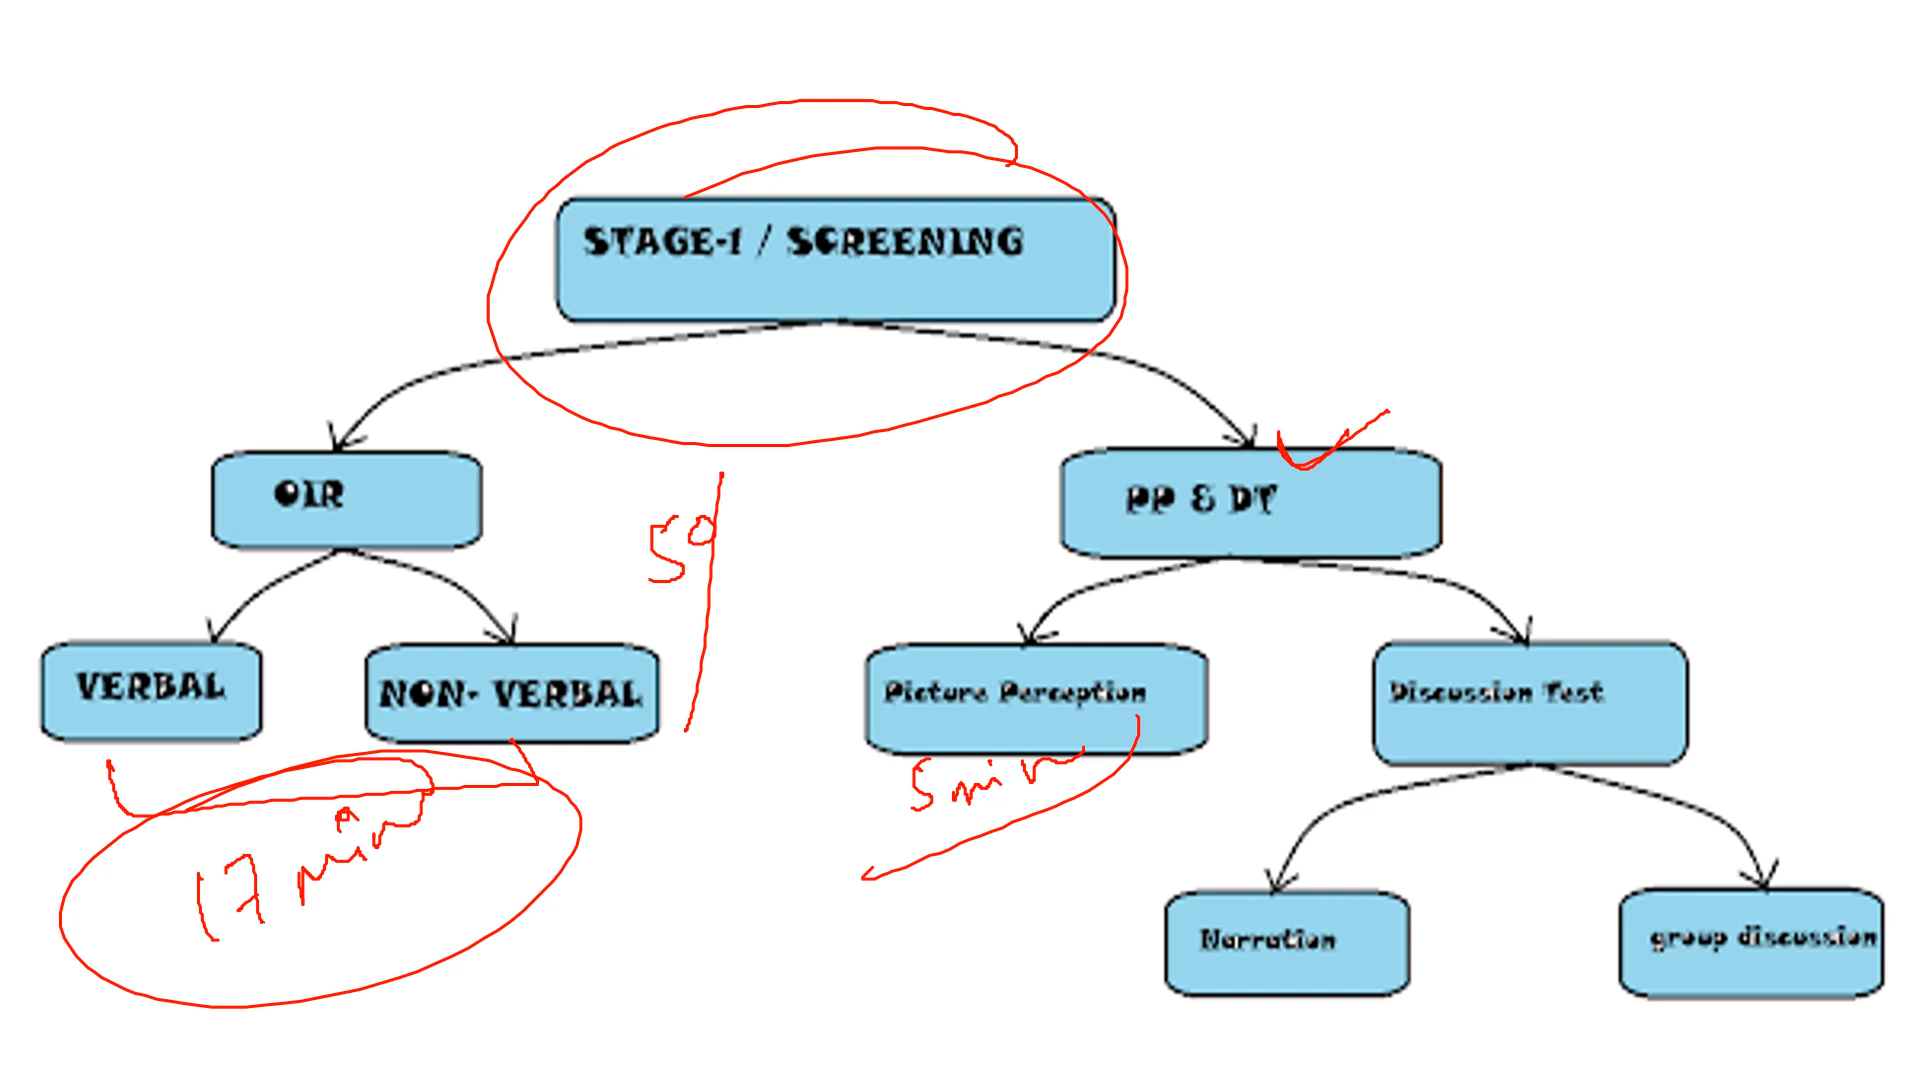 STAGE-1 / SCREENING
OIR
PP & DT
50
VERBAL
NON- VERBAL
Picture Perception
Discussion Test
5 min
17 min
Narration
group discussion